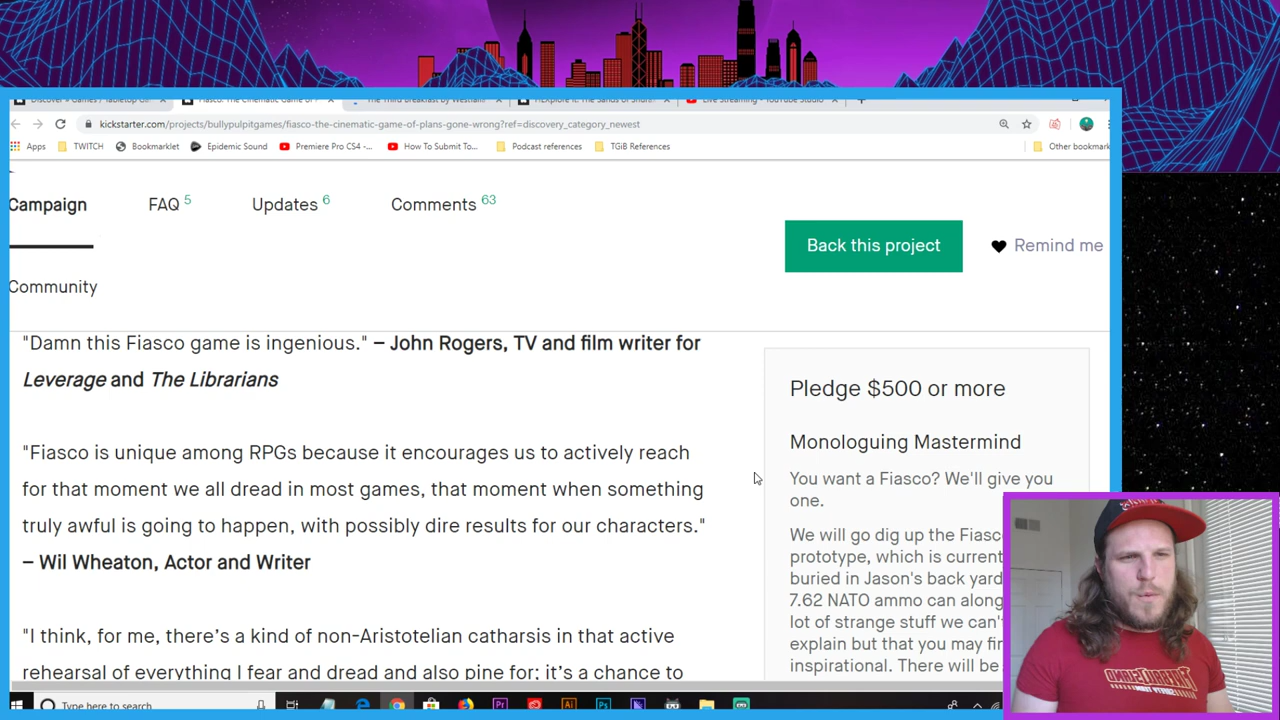 kickstarter.com/projects/bullypulpitgames/fiasco-the-cinematic-game-of-plans-gone-wrong?ref=discovery_category_newest
Apps TWITCH Bookmarklet Epidemic Sound Premiere Pro CS4 -... How To Submit To... Podcast references TGiB References Other bookmark
Campaign FAQ 5 Updates 6 Comments 63
Back this project Remind me
Community
"Damn this Fiasco game is ingenious." – John Rogers, TV and film writer for
Leverage and The Librarians
"Fiasco is unique among RPGs because it encourages us to actively reach
for that moment we all dread in most games, that moment when something
truly awful is going to happen, with possibly dire results for our characters."
– Wil Wheaton, Actor and Writer
"I think, for me, there's a kind of non-Aristotelian catharsis in that active
rehearsal of everything I fear and dread and also pine for: it's a chance to
Pledge $500 or more
Monologuing Mastermind
You want a Fiasco? We'll give you
one.
We will go dig up the Fiasc
prototype, which is current
buried in Jason's back yard
7.62 NATO ammo can along
lot of strange stuff we can'
explain but that you may fir
inspirational. There will be
Type here to search